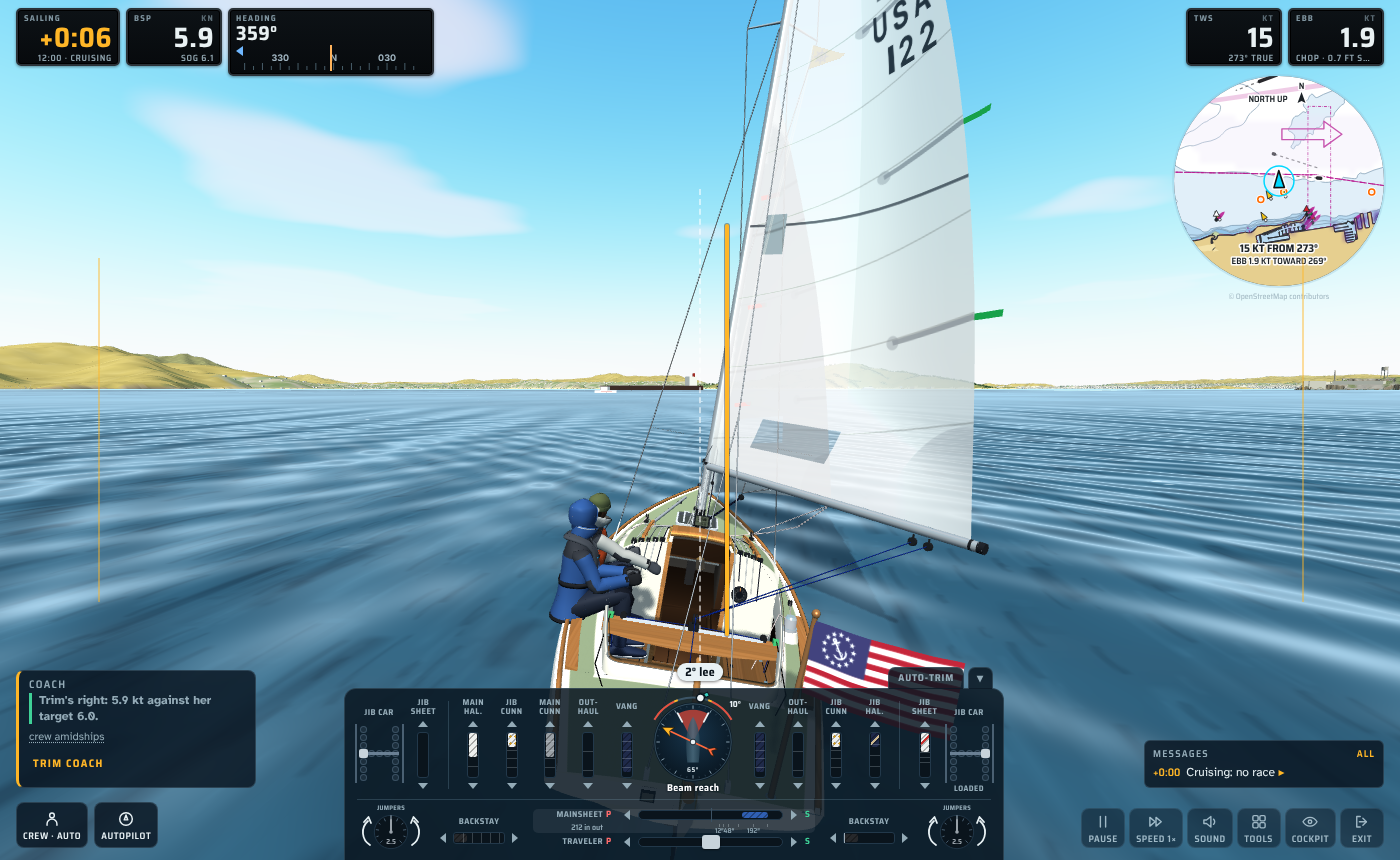 SAILING
+0:06
12:00 · CRUISING
BSP KN
5.9
SOG 6.1
HEADING
359°
330 N 030
TWS KT
15
273° TRUE
EBB KT
1.9
CHOP · 0.7 FT S...
USA
122
N
NORTH UP
15 KT FROM 273°
EBB 1.9 KT TOWARD 269°
© OpenStreetMap contributors
COACH
Trim's right: 5.9 kt against her
target 6.0.
crew amidships
TRIM COACH
CREW · AUTO
AUTOPILOT
2° lee
AUTO-TRIM
▼
JIB CAR
JIB SHEET
MAIN HAL.
JIB CUNN
MAIN CUNN
OUT-HAUL
VANG
10°
65°
Beam reach
VANG
OUT-HAUL
JIB CUNN
JIB HAL.
JIB SHEET
JIB CAR
LOADED
JUMPERS
2.5
BACKSTAY
MAINSHEET P S
212 in out
12'48" 192"
TRAVELER P S
BACKSTAY
JUMPERS
2.5
MESSAGES ALL
+0:00 Cruising: no race ▸
PAUSE
SPEED 1×
SOUND
TOOLS
COCKPIT
EXIT